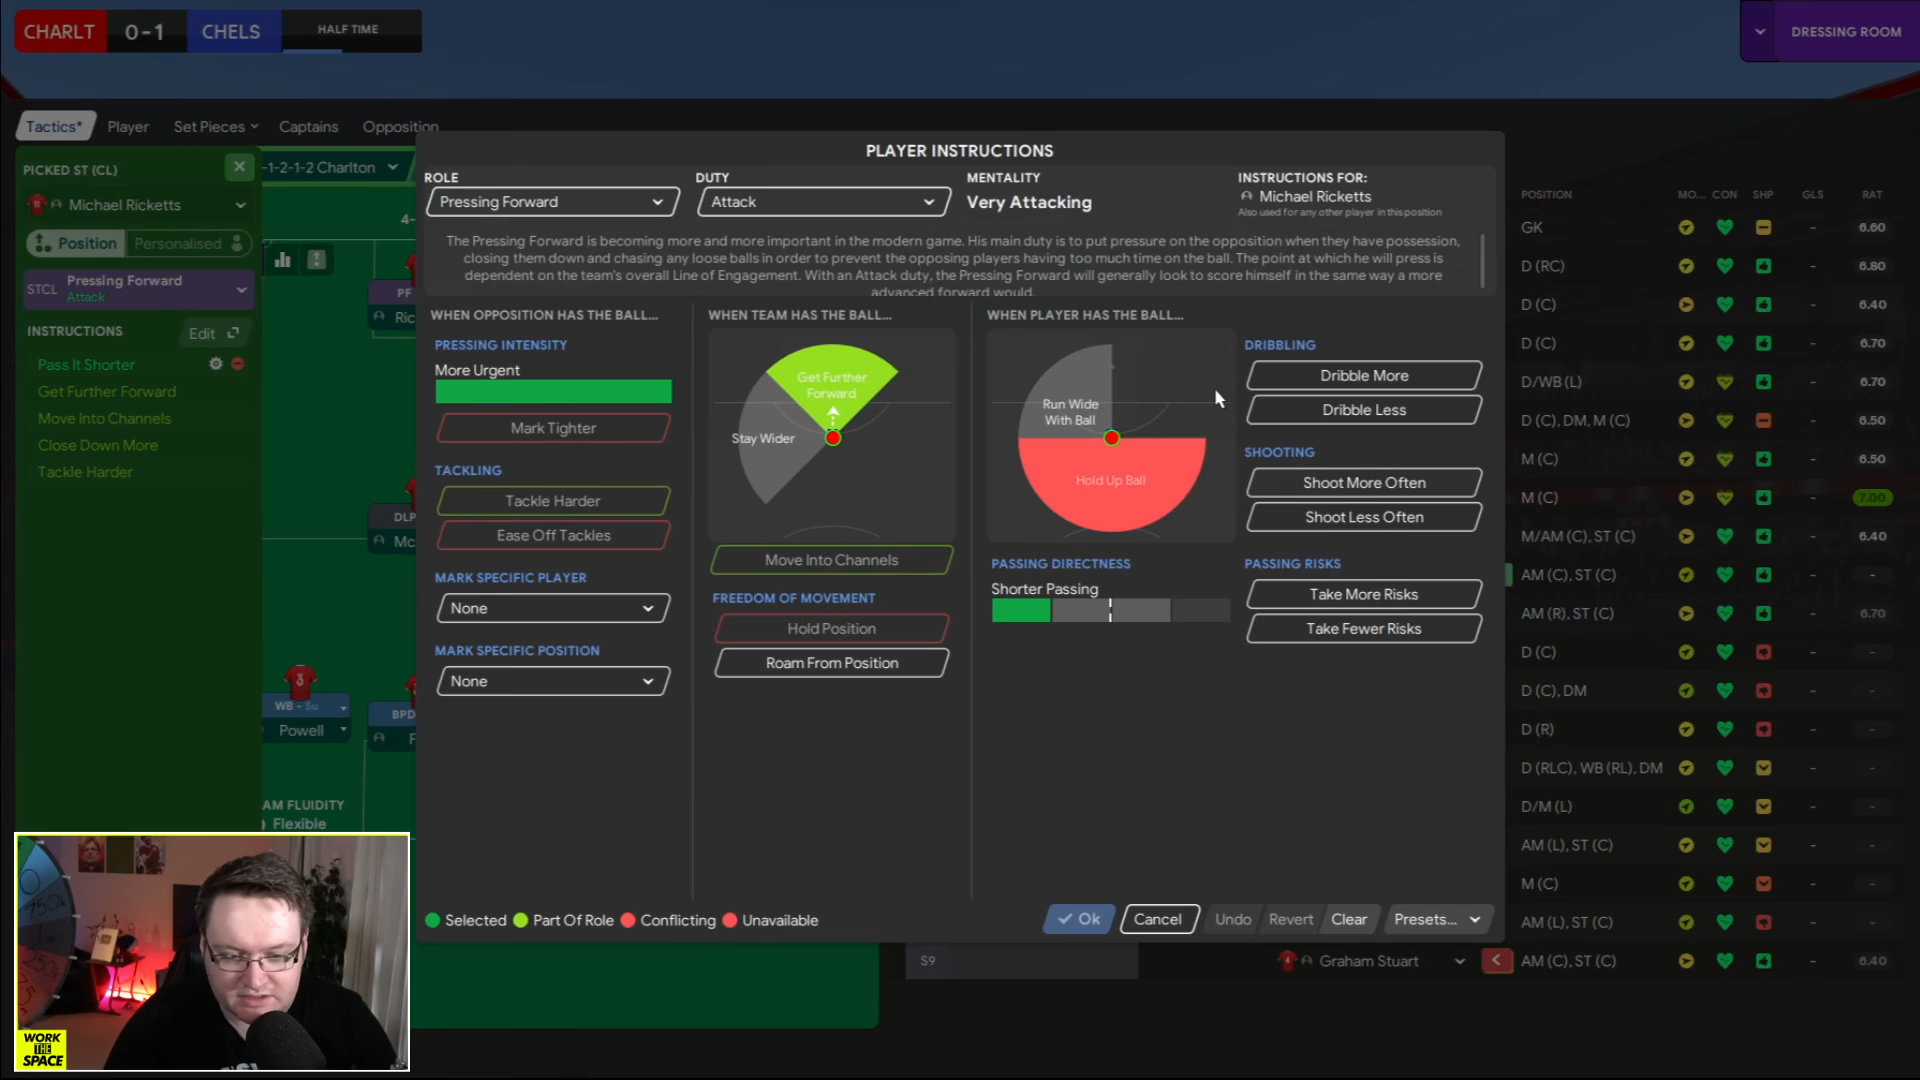 CHARLT 0-1 CHELS HALF TIME
DRESSING ROOM
Tactics* Player Set Pieces Captains Opposition
PICKED ST (CL)
-1-2-1-2 Charlton
Michael Ricketts
Position Personalised
STCL Pressing Forward
Attack
INSTRUCTIONS Edit
Pass It Shorter
Get Further Forward
Move Into Channels
Close Down More
Tackle Harder
4-
PF
Ric
DLP
Mc
WB - Su
Powell
BPD
F
AM FLUIDITY
Flexible
PLAYER INSTRUCTIONS
ROLE
Pressing Forward
DUTY
Attack
MENTALITY
Very Attacking
INSTRUCTIONS FOR:
Michael Ricketts
Also used for any other player in this position
The Pressing Forward is becoming more and more important in the modern game. His main duty is to put pressure on the opposition when they have possession,
closing them down and chasing any loose balls in order to prevent the opposing players having too much time on the ball. The point at which he will press is
dependent on the team's overall Line of Engagement. With an Attack duty, the Pressing Forward will generally look to score himself in the same way a more
advanced forward would.
WHEN OPPOSITION HAS THE BALL...
PRESSING INTENSITY
More Urgent
Mark Tighter
TACKLING
Tackle Harder
Ease Off Tackles
MARK SPECIFIC PLAYER
None
MARK SPECIFIC POSITION
None
WHEN TEAM HAS THE BALL...
Get Further
Forward
Stay Wider
Move Into Channels
FREEDOM OF MOVEMENT
Hold Position
Roam From Position
WHEN PLAYER HAS THE BALL...
Run Wide
With Ball
Hold Up Ball
PASSING DIRECTNESS
Shorter Passing
DRIBBLING
Dribble More
Dribble Less
SHOOTING
Shoot More Often
Shoot Less Often
PASSING RISKS
Take More Risks
Take Fewer Risks
Selected Part Of Role Conflicting Unavailable
Ok Cancel Undo Revert Clear Presets...
S9 Graham Stuart
POSITION MO... CON SHP GLS RAT
GK - 6.60
D (RC) - 6.80
D (C) - 6.40
D (C) - 6.70
D/WB (L) - 6.70
D (C), DM, M (C) - 6.50
M (C) - 6.50
M (C) - 7.00
M/AM (C), ST (C) - 6.40
AM (C), ST (C) - -
AM (R), ST (C) - 6.70
D (C) - -
D (C), DM - -
D (R) - -
D (RLC), WB (RL), DM - -
D/M (L) - -
AM (L), ST (C) - -
M (C) - -
AM (L), ST (C) - -
AM (C), ST (C) - 6.40
WORK
THE
SPACE